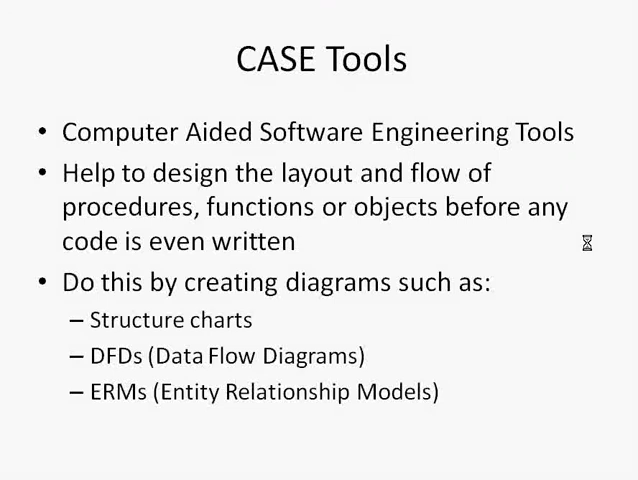 CASE Tools
• Computer Aided Software Engineering Tools
• Help to design the layout and flow of
procedures, functions or objects before any
code is even written
• Do this by creating diagrams such as:
– Structure charts
– DFDs (Data Flow Diagrams)
– ERMs (Entity Relationship Models)